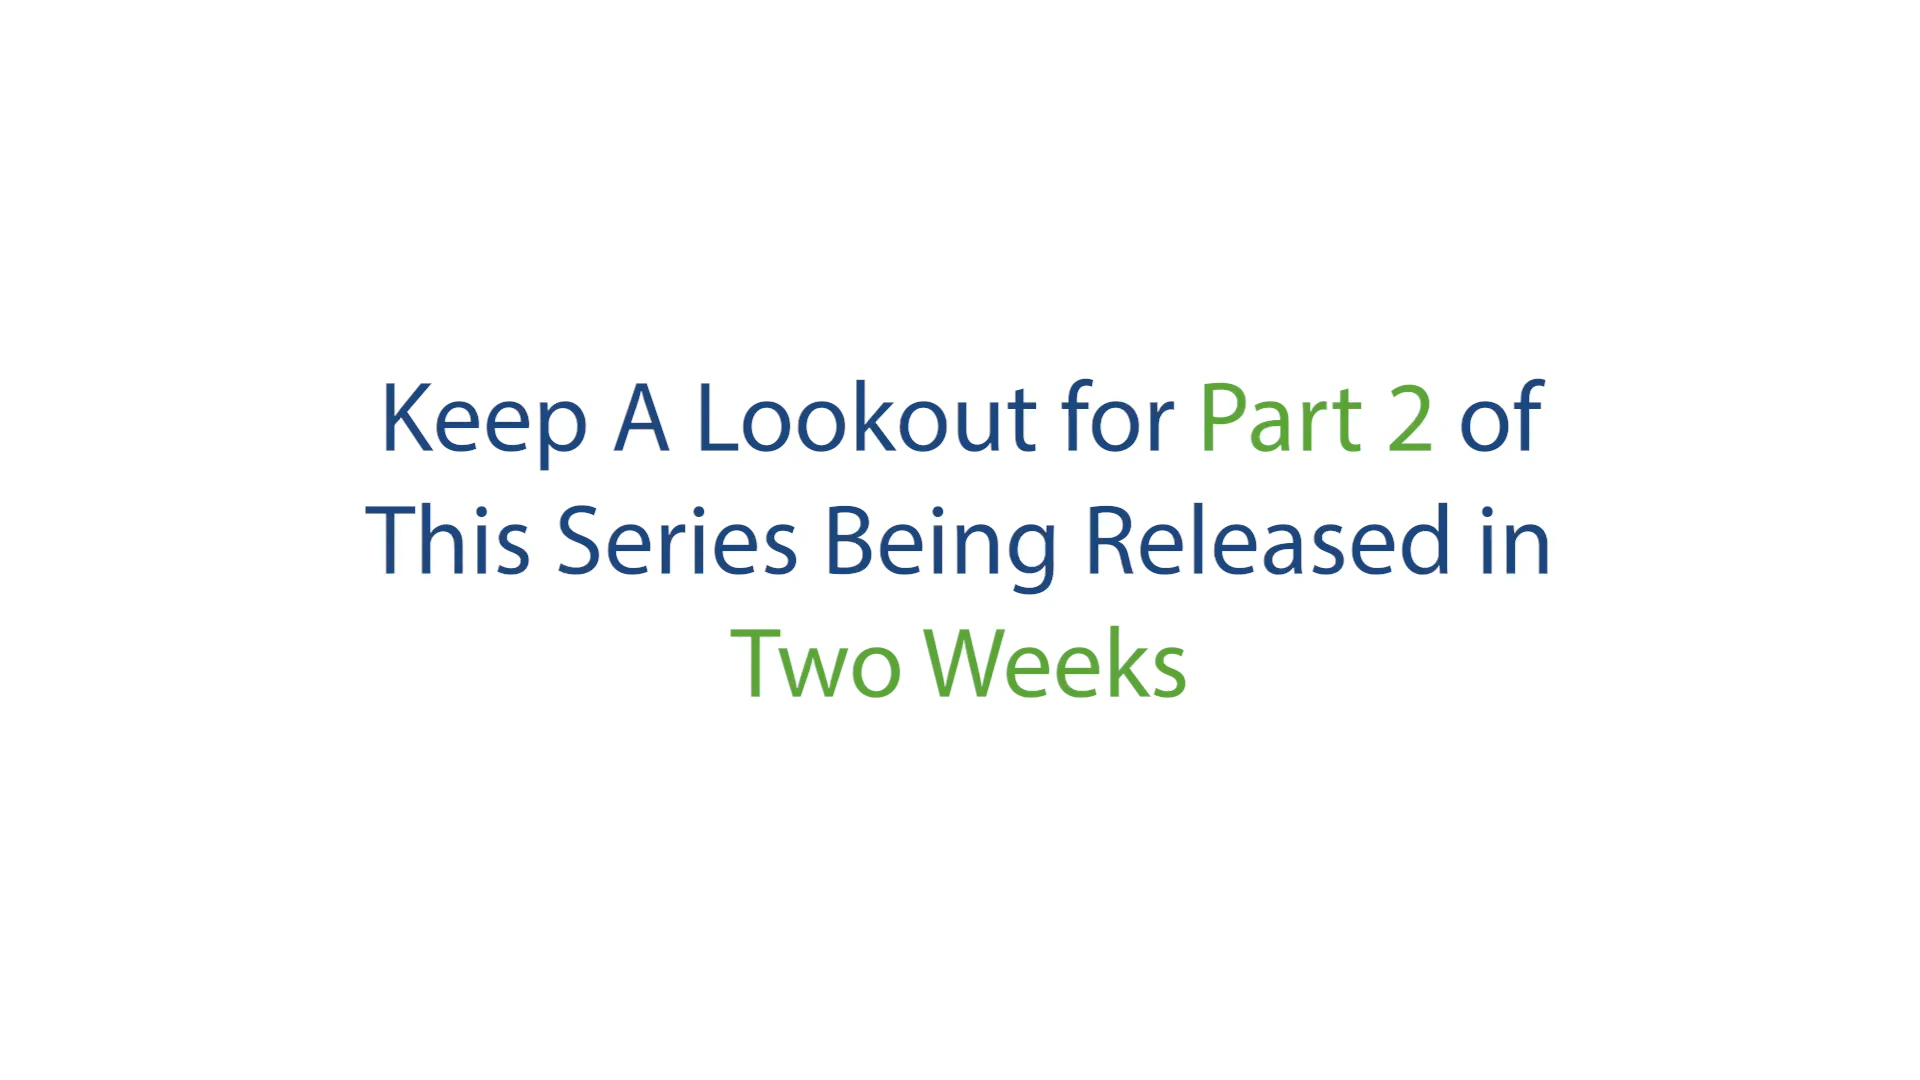 Keep A Lookout for Part 2 of
This Series Being Released in
Two Weeks